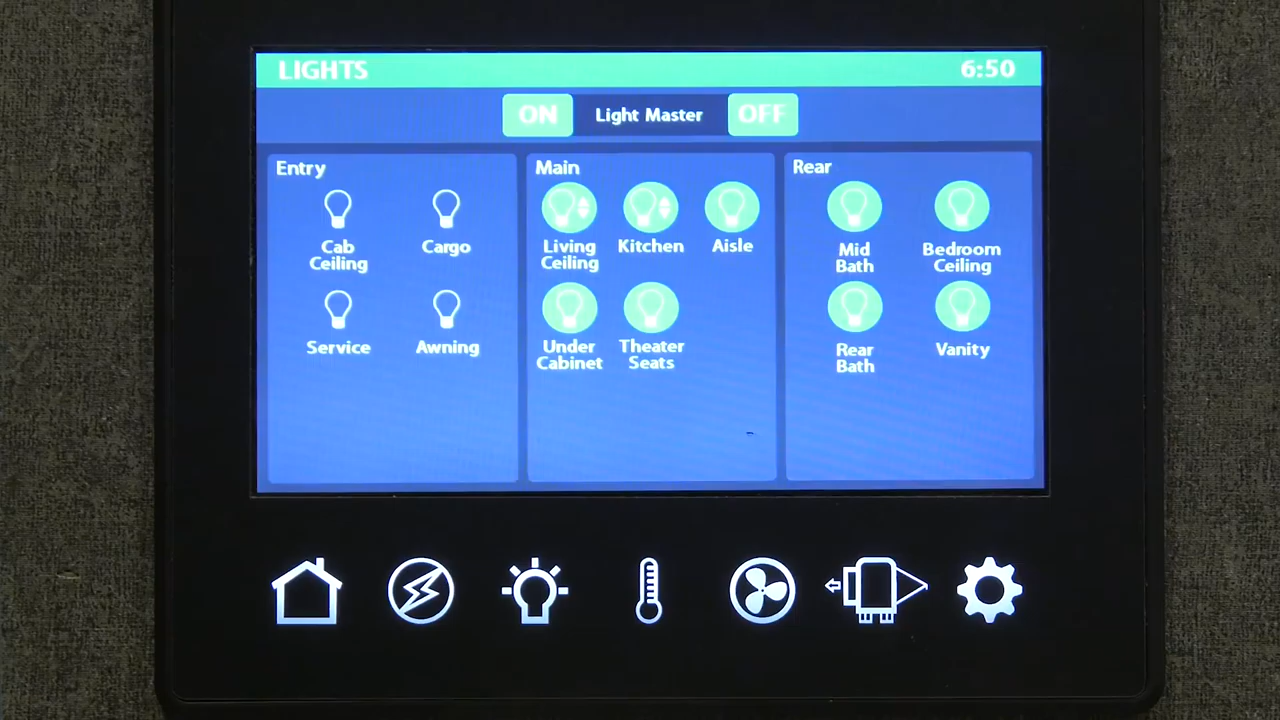 LIGHTS 6:50
ON Light Master OFF
Entry
Cab
Ceiling
Cargo
Service
Awning
Main
Living
Ceiling
Kitchen
Aisle
Under
Cabinet
Theater
Seats
Rear
Mid
Bath
Bedroom
Ceiling
Rear
Bath
Vanity